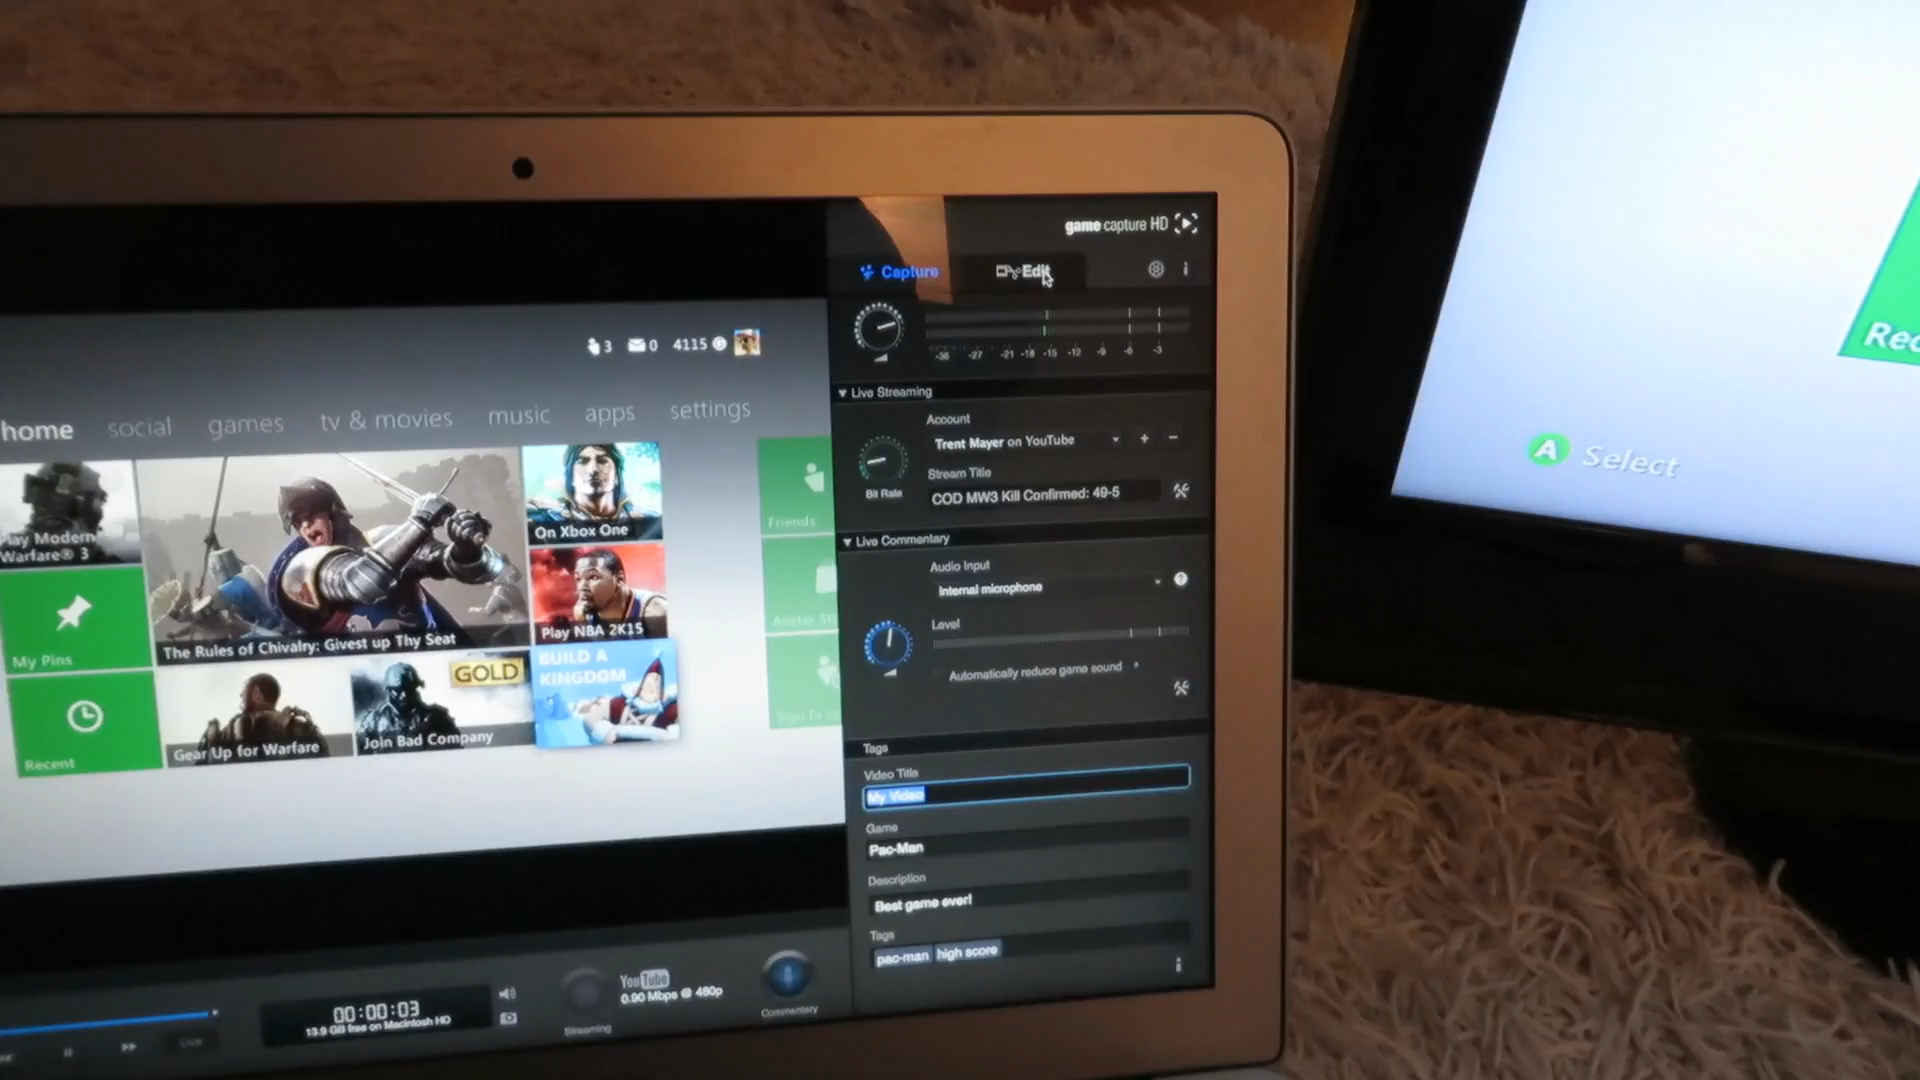 game capture HD
Capture
Edit
3
0
4115 G
-36 -27 -21 -18 -15 -12 -9 -6 -3
home social games tv & movies music apps settings
Live Streaming
Account
Trent Mayer on YouTube
Bit Rate
Stream Title
COD MW3 Kill Confirmed: 49-5
Live Commentary
Audio Input
Internal microphone
Level
Automatically reduce game sound
Play Modern
Warfare® 3
My Pins
Recent
The Rules of Chivalry: Givest up Thy Seat
On Xbox One
Play NBA 2K15
Gear Up for Warfare
GOLD
Join Bad Company
BUILD A
KINGDOM
Friends
Tags
Video Title
My Video
Game
Pac-Man
Description
Best game ever!
Tags
pac-man high score
00:00:03
13.9 GB free on Macintosh HD
Live
Streaming
YouTube
0.90 Mbps @ 480p
Commentary
A Select